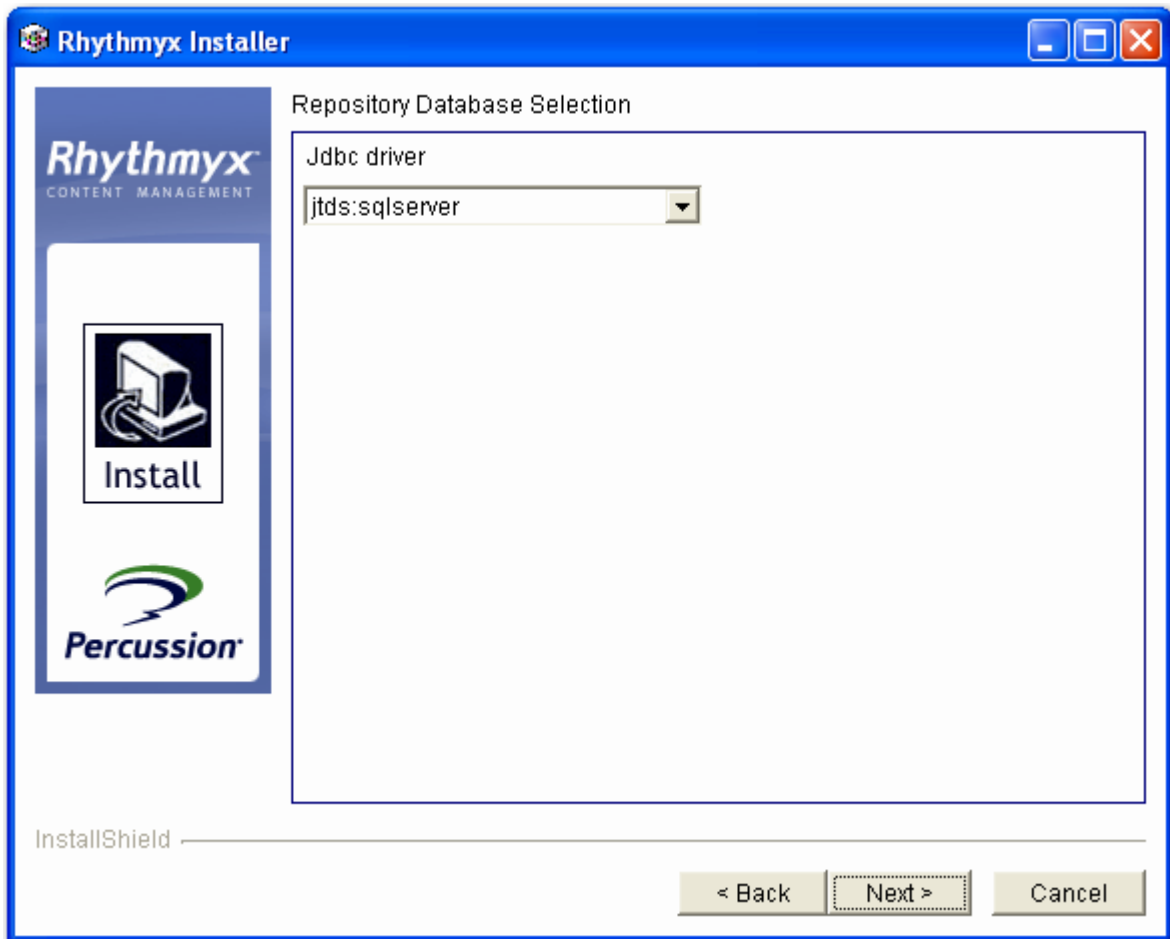 Rhythmyx Installer
Repository Database Selection
Rhythmyx
CONTENT MANAGEMENT
Jdbc driver
jtds:sqlserver
Install
Percussion
InstallShield
< Back
Next >
Cancel